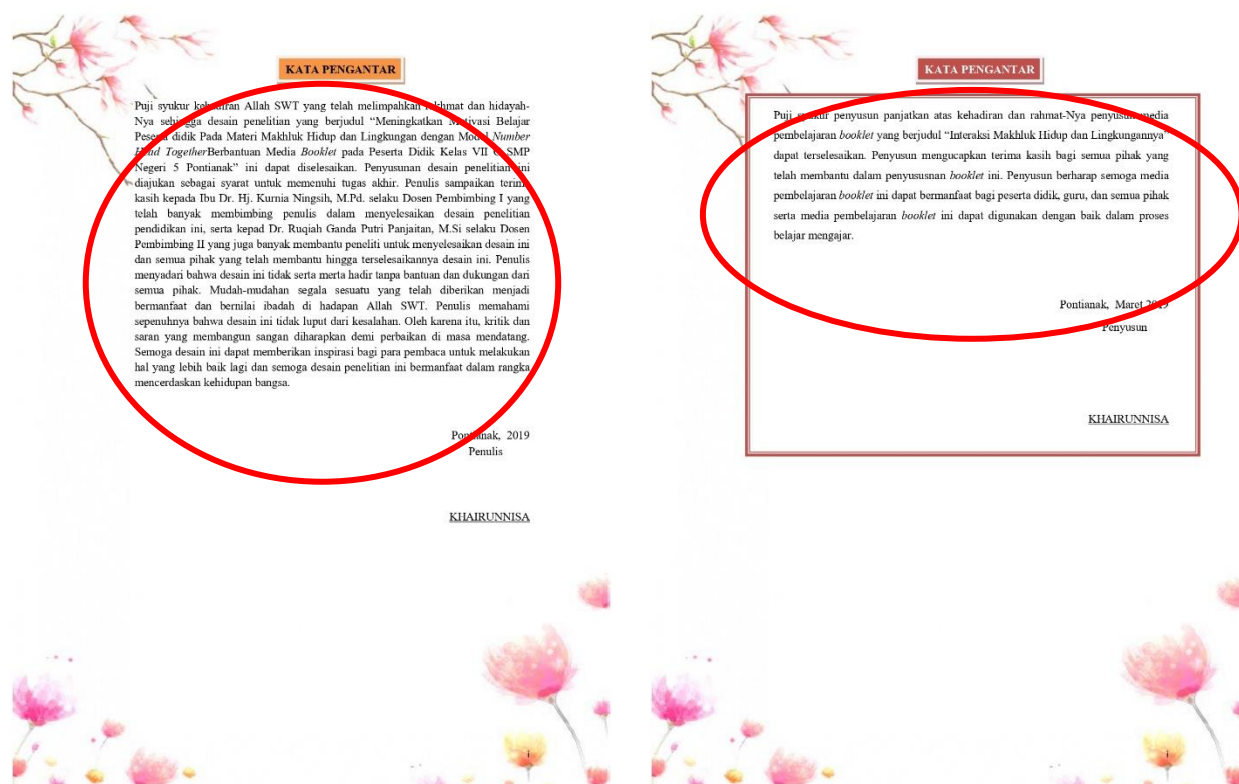 KATA PENGANTAR
Puji syukur kehadiran Allah SWT yang telah melimpahkan rakhmat dan hidayah-
Nya sehingga desain penelitian yang berjudul “Meningkatkan Motivasi Belajar
Peserta didik Pada Materi Makhluk Hidup dan Lingkungan dengan Model Number
Head TogetherBerbantuan Media Booklet pada Peserta Didik Kelas VII SMP
Negeri 5 Pontianak” ini dapat diselesaikan. Penyusunan desain penelitian ini
diajukan sebagai syarat untuk memenuhi tugas akhir. Penulis sampaikan terima
kasih kepada Ibu Dr. Hj. Kurnia Ningsih, M.Pd. selaku Dosen Pembimbing I yang
telah banyak membimbing penulis dalam menyelesaikan desain penelitian
pendidikan ini, serta kepad Dr. Ruqiah Ganda Putri Panjaitan, M.Si selaku Dosen
Pembimbing II yang juga banyak membantu peneliti untuk menyelesaikan desain ini
dan semua pihak yang telah membantu hingga terselesaikannya desain ini. Penulis
menyadari bahwa desain ini tidak serta merta hadir tanpa bantuan dan dukungan dari
semua pihak. Mudah-mudahan segala sesuatu yang telah diberikan menjadi
bermanfaat dan bernilai ibadah di hadapan Allah SWT. Penulis memahami
sepenuhnya bahwa desain ini tidak luput dari kesalahan. Oleh karena itu, kritik dan
saran yang membangun sangan diharapkan demi perbaikan di masa mendatang.
Semoga desain ini dapat memberikan inspirasi bagi para pembaca untuk melakukan
hal yang lebih baik lagi dan semoga desain penelitian ini bermanfaat dalam rangka
mencerdaskan kehidupan bangsa.
Pontianak, 2019
Penulis
KHAIRUNNISA
i
KATA PENGANTAR
Puji syukur penyusun panjatkan atas kehadiran dan rahmat-Nya penyusun media
pembelajaran booklet yang berjudul “Interaksi Makhluk Hidup dan Lingkungannya”
dapat terselesaikan. Penyusun mengucapkan terima kasih bagi semua pihak yang
telah membantu dalam penyususnan booklet ini. Penyusun berharap semoga media
pembelajaran booklet ini dapat bermanfaat bagi peserta didik, guru, dan semua pihak
serta media pembelajaran booklet ini dapat digunakan dengan baik dalam proses
belajar mengajar.
Pontianak, Maret 2019
Penyusun
KHAIRUNNISA
i